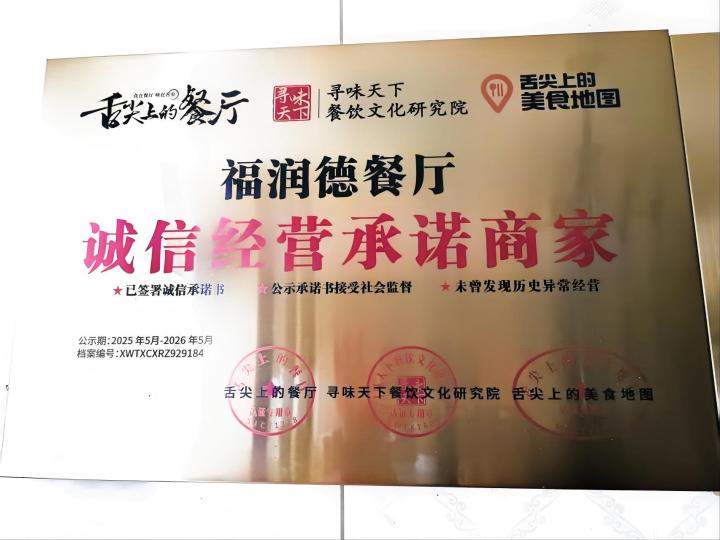 舌尖上的餐厅
寻味天下
寻味天下
餐饮文化研究院
舌尖上的
美食地图
福润德餐厅
诚信经营承诺商家
★已签署诚信承诺书 ★公示承诺书接受社会监督 ★未曾发现历史异常经营
公示期：2025年5月-2026年5月
档案编号：XWTXCXRZ929184
舌尖上的餐厅 寻味天下餐饮文化研究院 舌尖上的美食地图